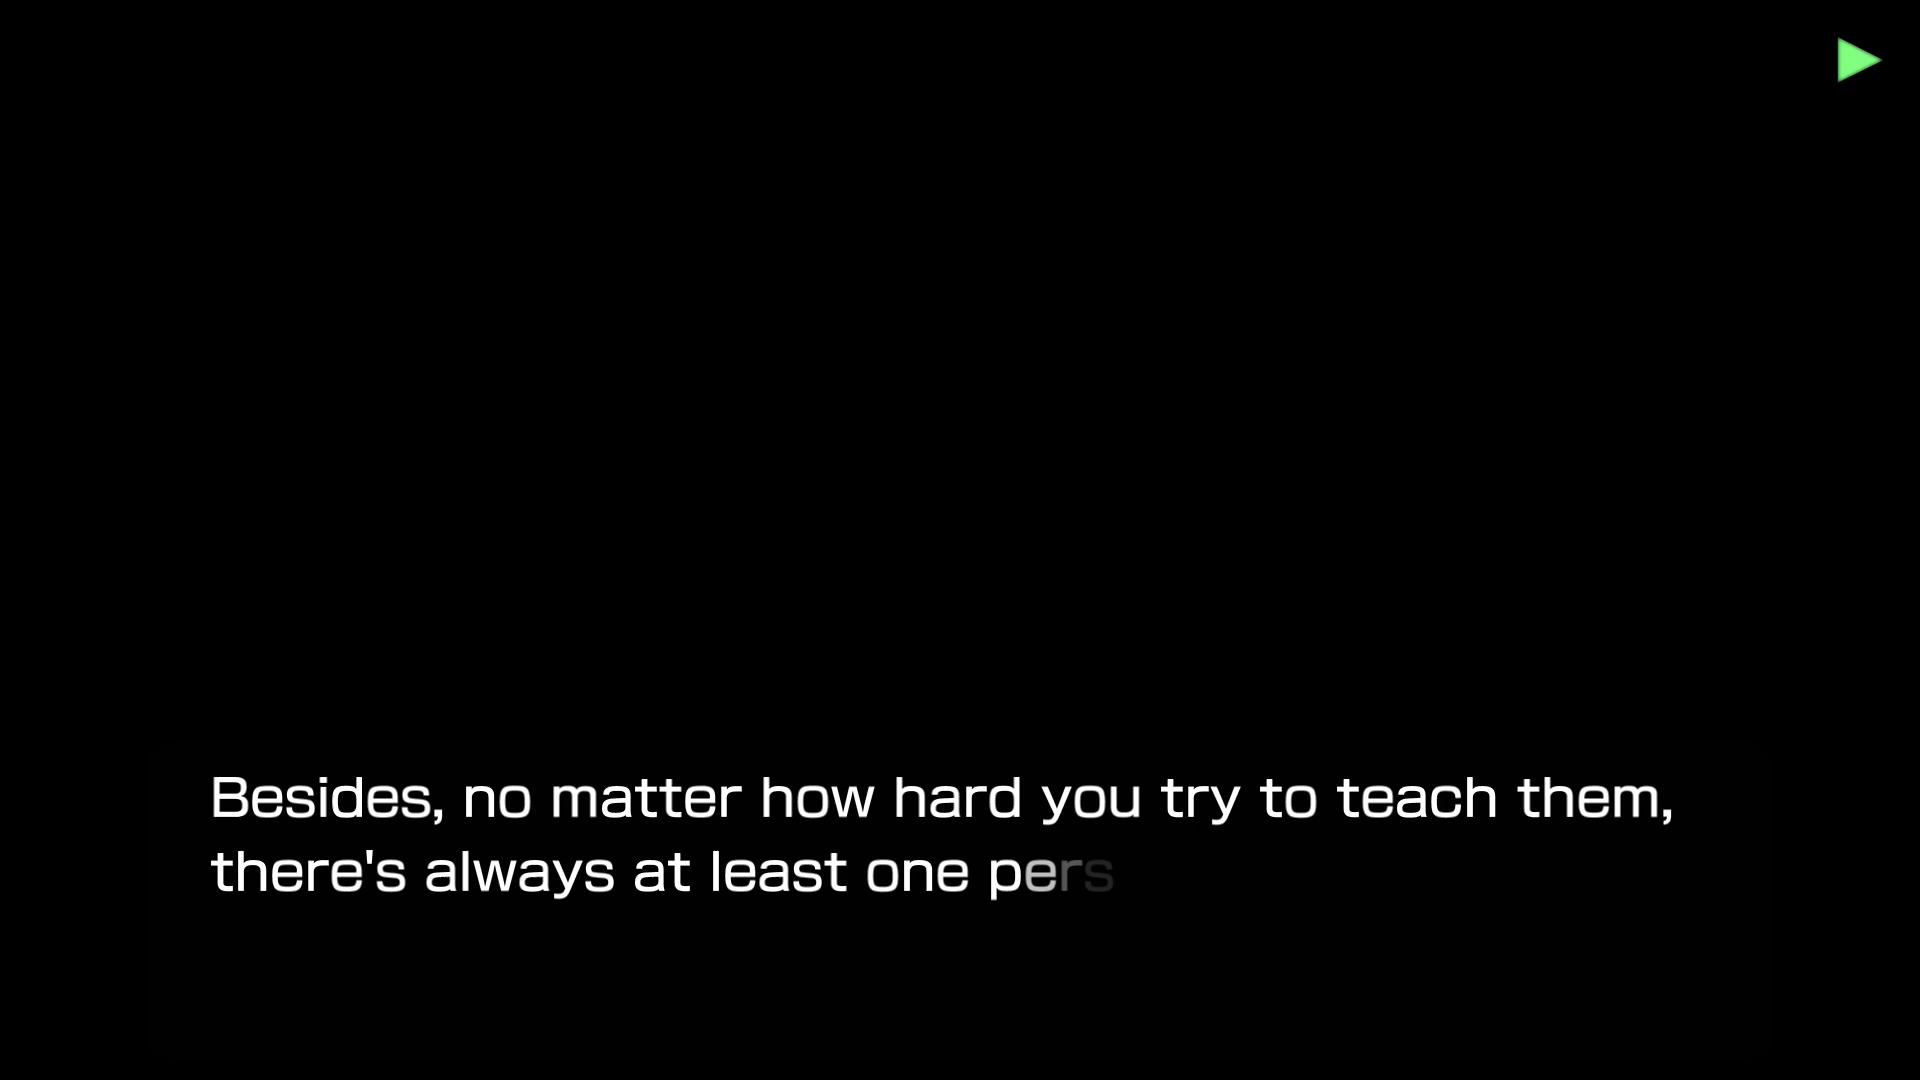 Besides, no matter how hard you try to teach them,
there's always at least one pers